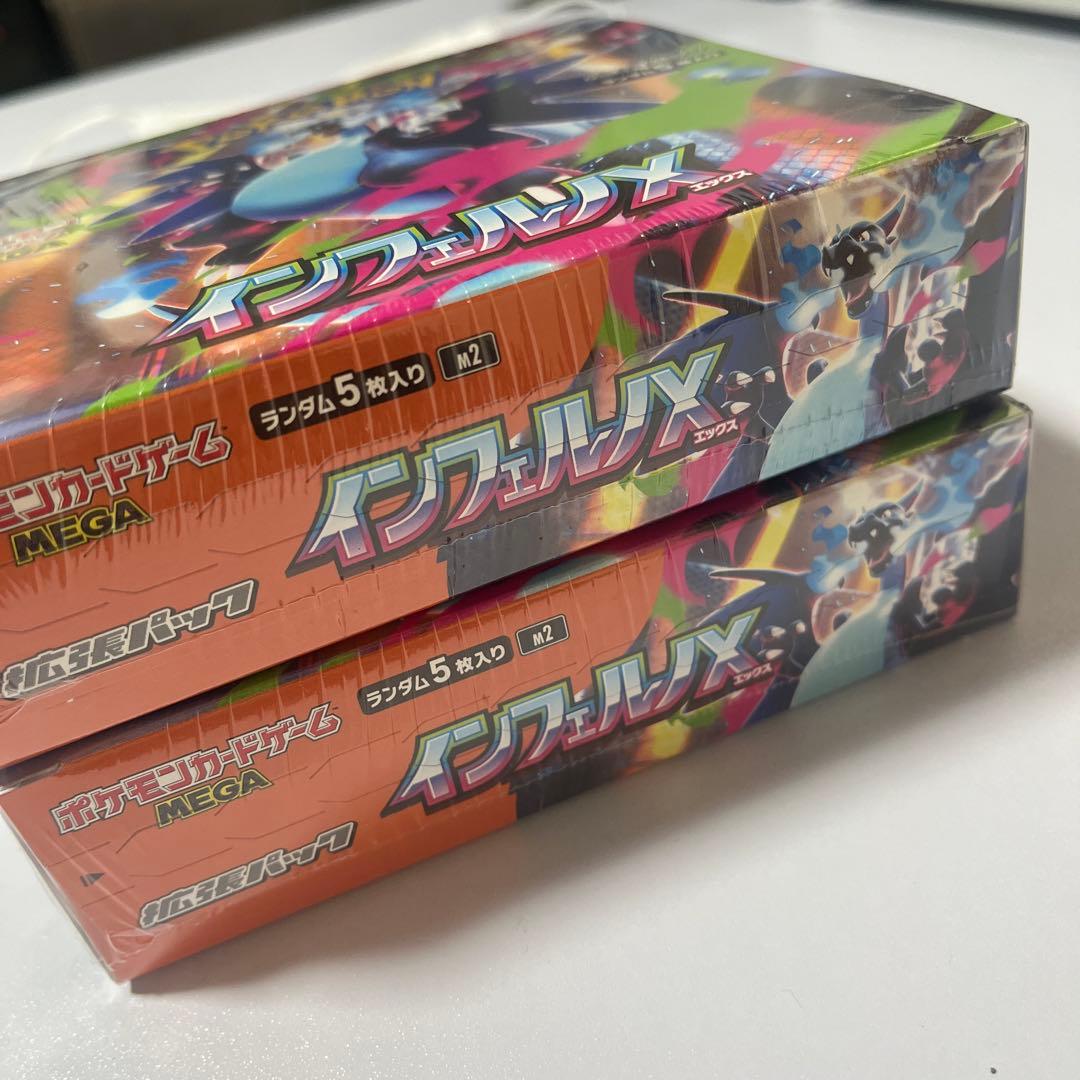 インフェルノX
エックス
ランダム5枚入り M2
モンカードゲーム
MEGA
インフェルノX
エックス
拡張パック
ランダム5枚入り M2
ポケモンカードゲーム
MEGA
インフェルノX
エックス
拡張パック